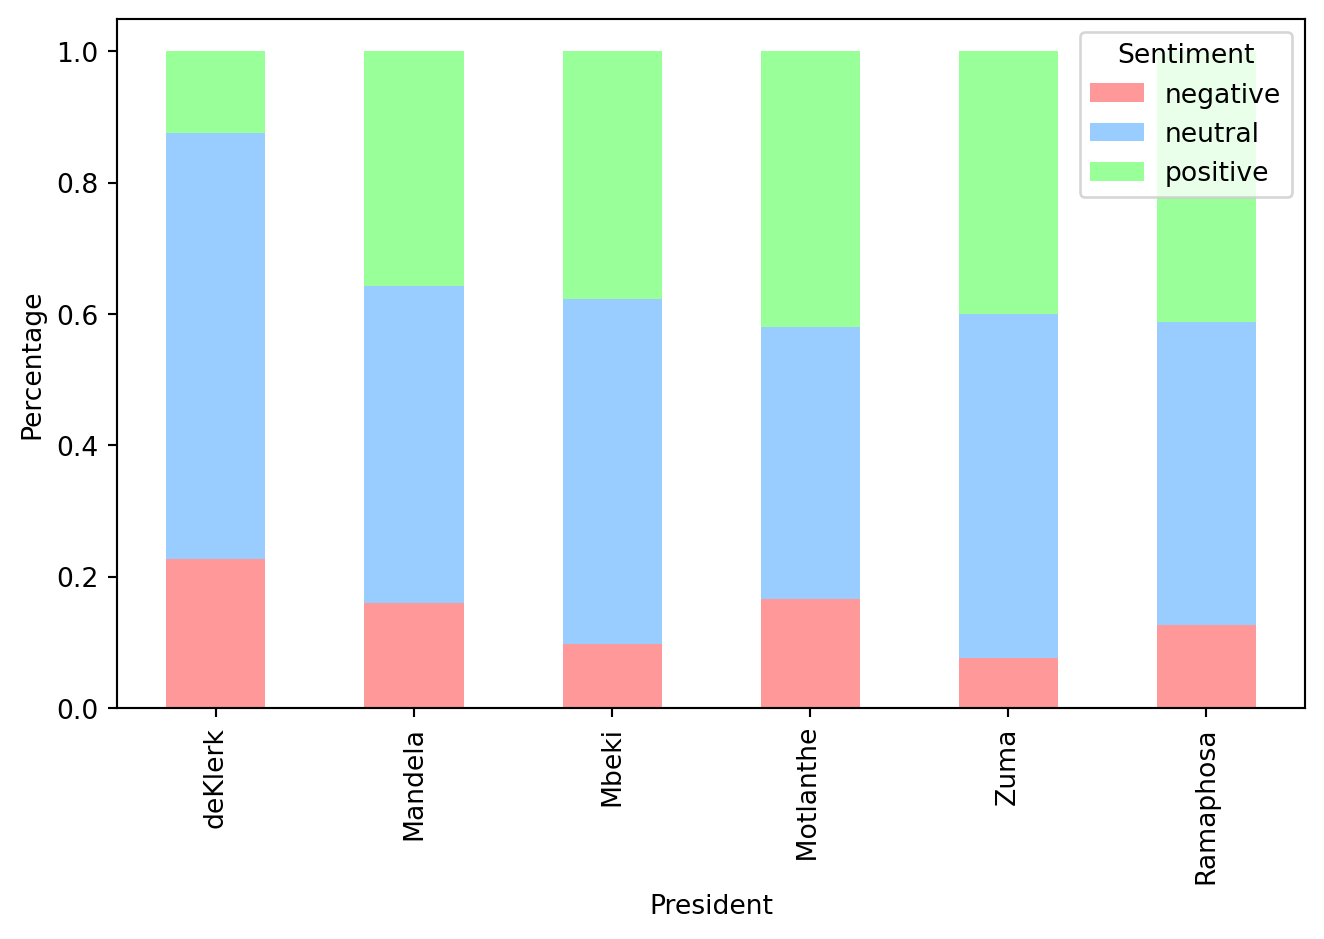 1.0
0.8
0.6
0.4
0.2
0.0
Percentage
Sentiment
negative
neutral
positive
deKlerk
Mandela
Mbeki
Motlanthe
Zuma
Ramaphosa
President